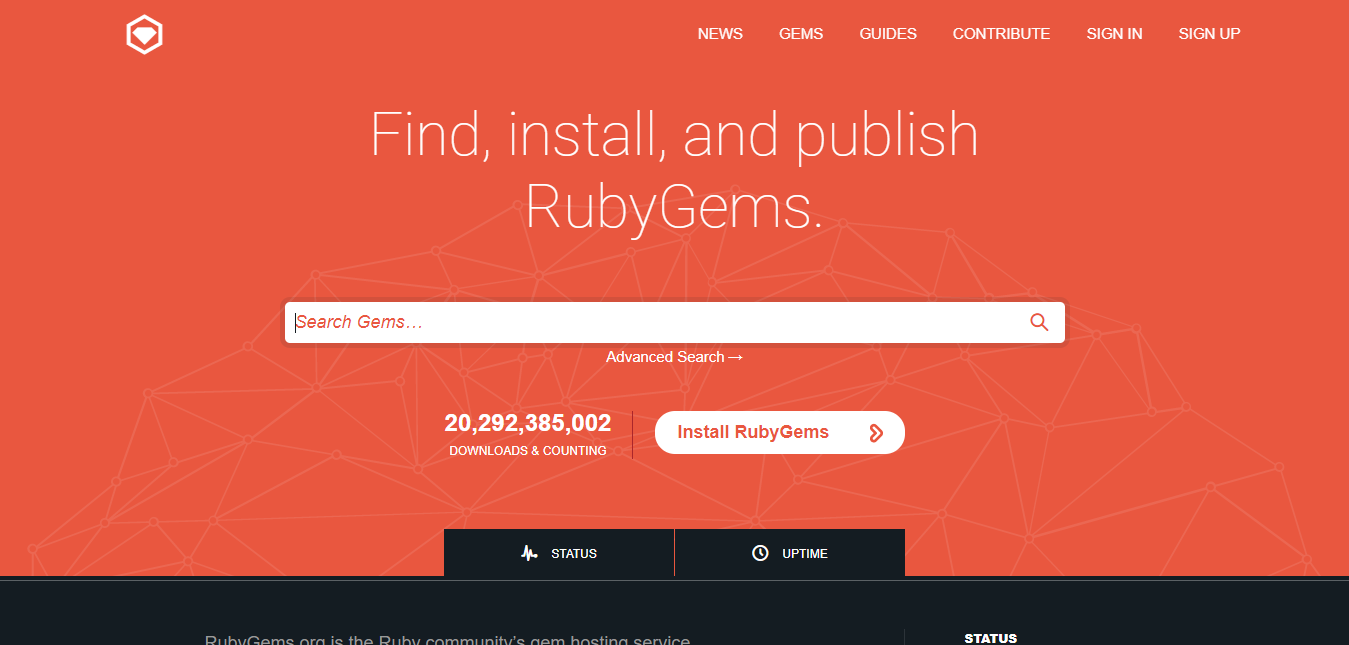 NEWS GEMS GUIDES CONTRIBUTE SIGN IN SIGN UP
Find, install, and publish
RubyGems.
Search Gems…
Advanced Search →
20,292,385,002
DOWNLOADS & COUNTING
Install RubyGems
STATUS
UPTIME
RubyGems.org is the Ruby community’s gem hosting service.
STATUS